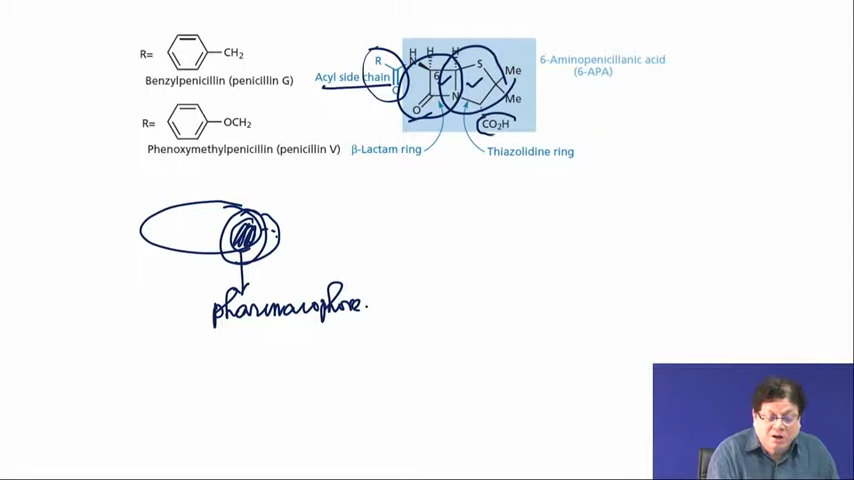 R= CH2
Benzylpenicillin (penicillin G)
R= OCH2
Phenoxymethylpenicillin (penicillin V)
Acyl side chain
R
O
H
N
H
H
6
S
Me
Me
N
O
CO2H
β-Lactam ring
Thiazolidine ring
6-Aminopenicillanic acid
(6-APA)
pharmacophore.